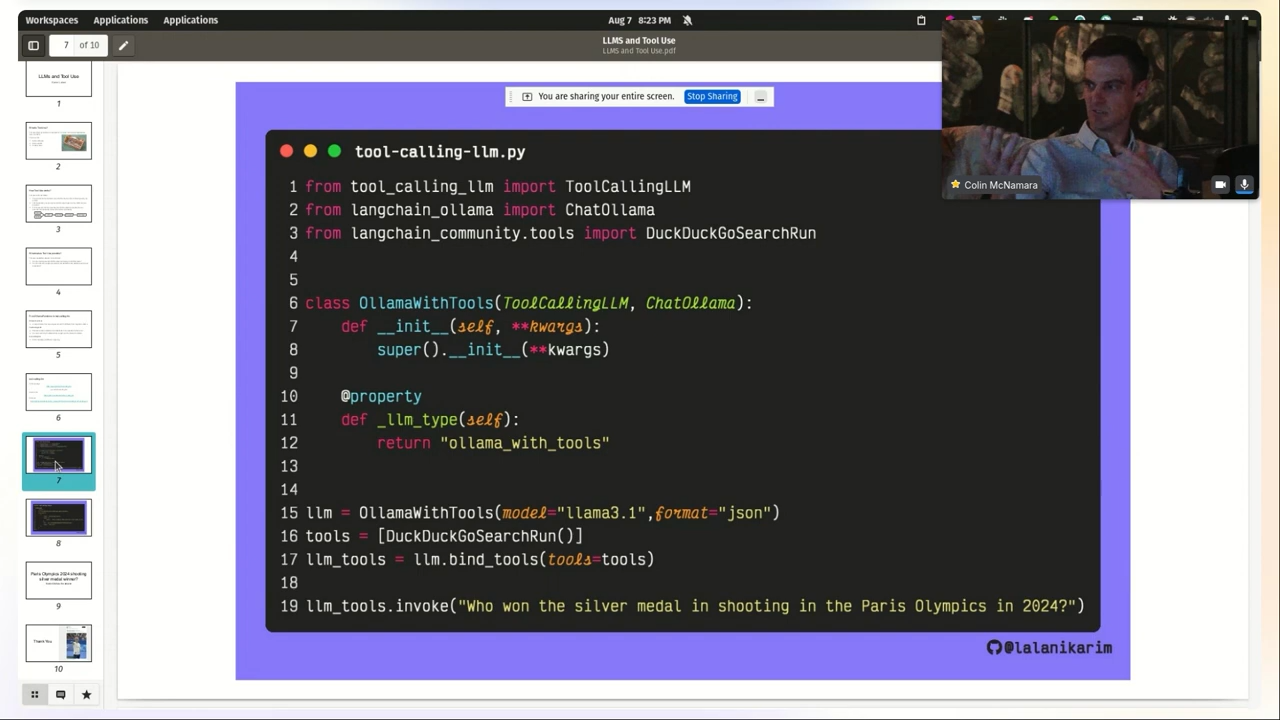 Workspaces Applications Applications
Aug 7 8:23 PM
7 of 10
LLMS and Tool Use
LLMS and Tool Use.pdf
You are sharing your entire screen. Stop Sharing
Colin McNamara
LLMs and Tool Use
1
2
3
4
5
6
7
8
Paris Olympics 2024 shooting
silver medal winner?
9
Thank You
10
tool-calling-llm.py
1 from tool_calling_llm import ToolCallingLLM
2 from langchain_ollama import ChatOllama
3 from langchain_community.tools import DuckDuckGoSearchRun
4
5
6 class OllamaWithTools(ToolCallingLLM, ChatOllama):
7 def __init__(self, **kwargs):
8 super().__init__(**kwargs)
9
10 @property
11 def _llm_type(self):
12 return "ollama_with_tools"
13
14
15 llm = OllamaWithTools(model="llama3.1",format="json")
16 tools = [DuckDuckGoSearchRun()]
17 llm_tools = llm.bind_tools(tools=tools)
18
19 llm_tools.invoke("Who won the silver medal in shooting in the Paris Olympics in 2024?")
@lalanikarim